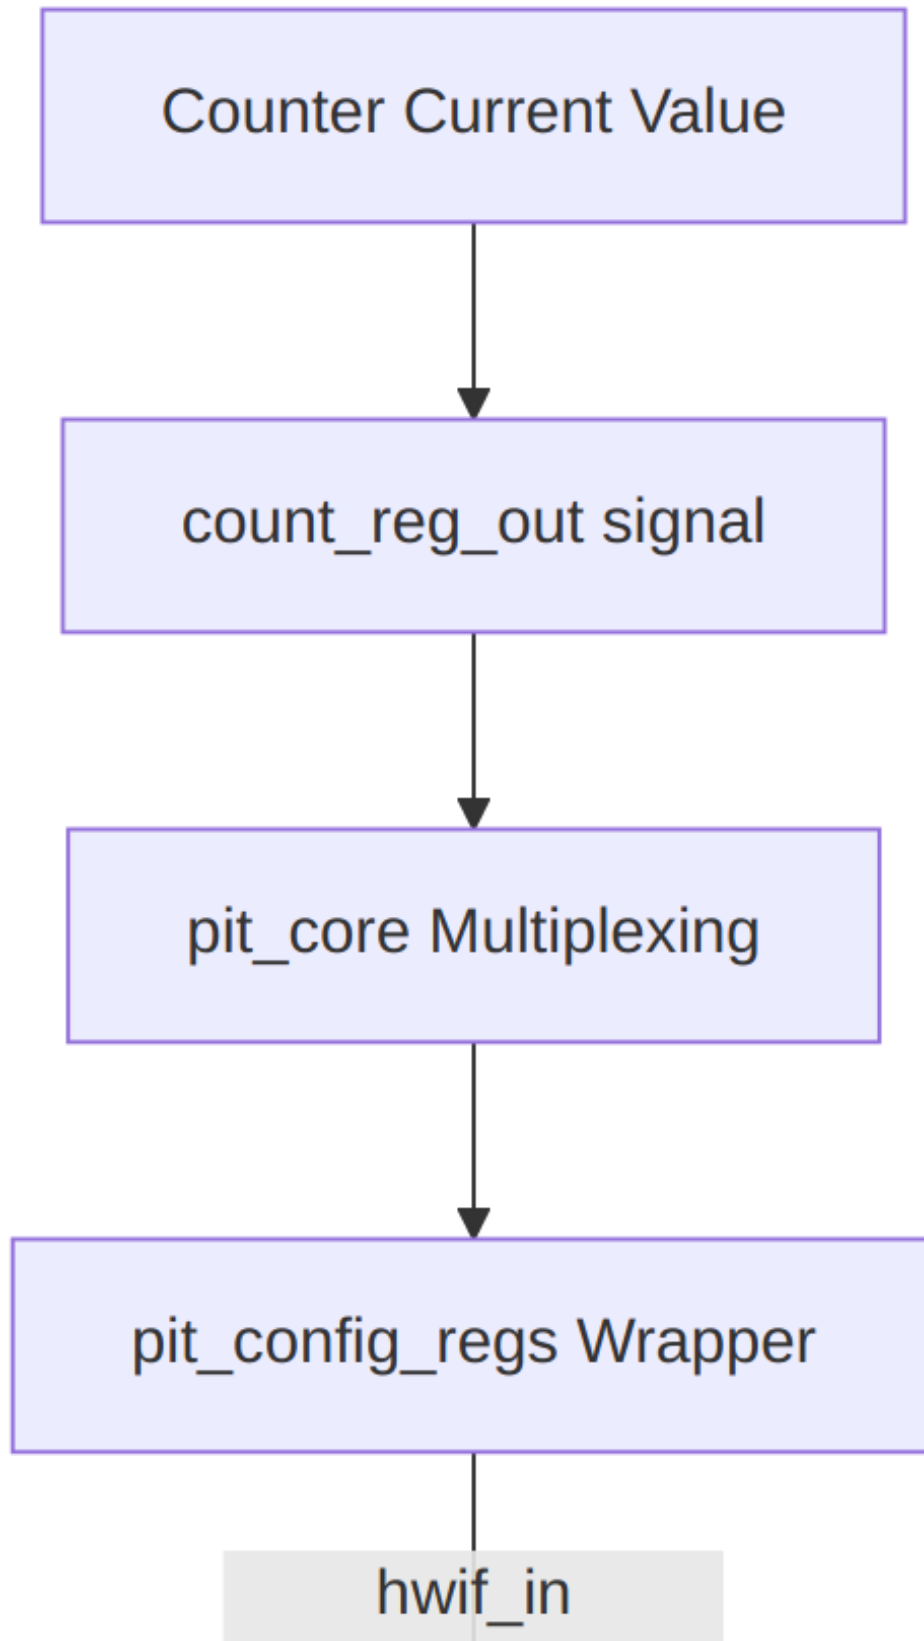 Counter Current Value
count_reg_out signal
pit_core Multiplexing
pit_config_regs Wrapper
hwif_in